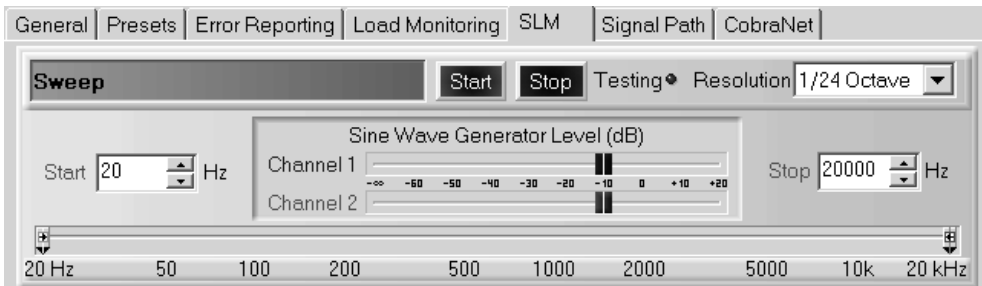 General Presets Error Reporting Load Monitoring SLM Signal Path CobraNet
Sweep Start Stop Testing Resolution 1/24 Octave
Sine Wave Generator Level (dB)
Start 20 Hz Channel 1 Stop 20000 Hz
-∞ -60 -50 -40 -30 -20 -10 0 +10 +20
Channel 2
20 Hz 50 100 200 500 1000 2000 5000 10k 20 kHz